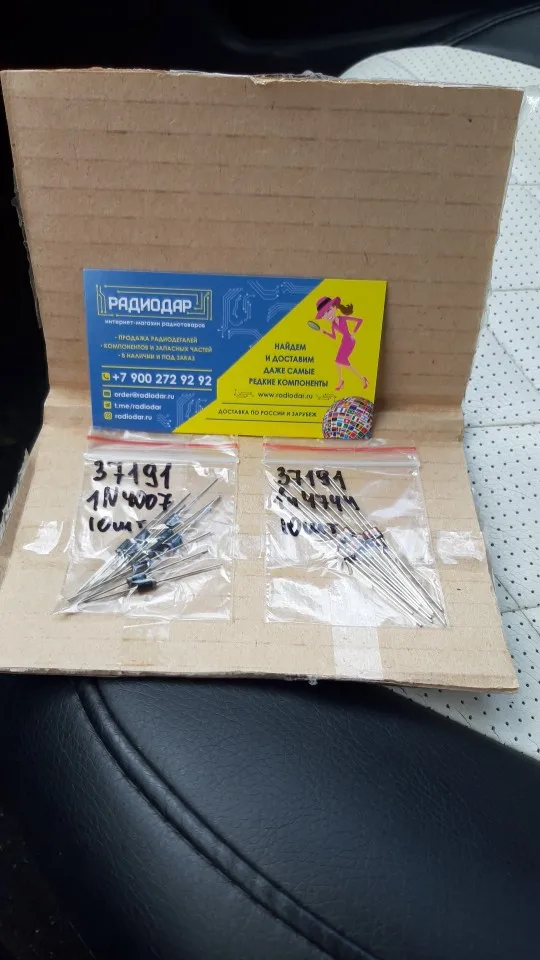 РАДИОДАР
интернет-магазин радиотоваров
· ПРОДАЖА РАДИОДЕТАЛЕЙ
· КОМПОНЕНТОВ И ЗАПАСНЫХ ЧАСТЕЙ
· В НАЛИЧИИ И ПОД ЗАКАЗ
+7 900 272 92 92
order@radiodar.ru
t.me/radiodar
radiodar
НАЙДЕМ
И ДОСТАВИМ
ДАЖЕ САМЫЕ
РЕДКИЕ КОМПОНЕНТЫ
www.radiodar.ru
ДОСТАВКА ПО РОССИИ И ЗАРУБЕЖ
37191
1N4007
10шт
37191
1N4744
10шт